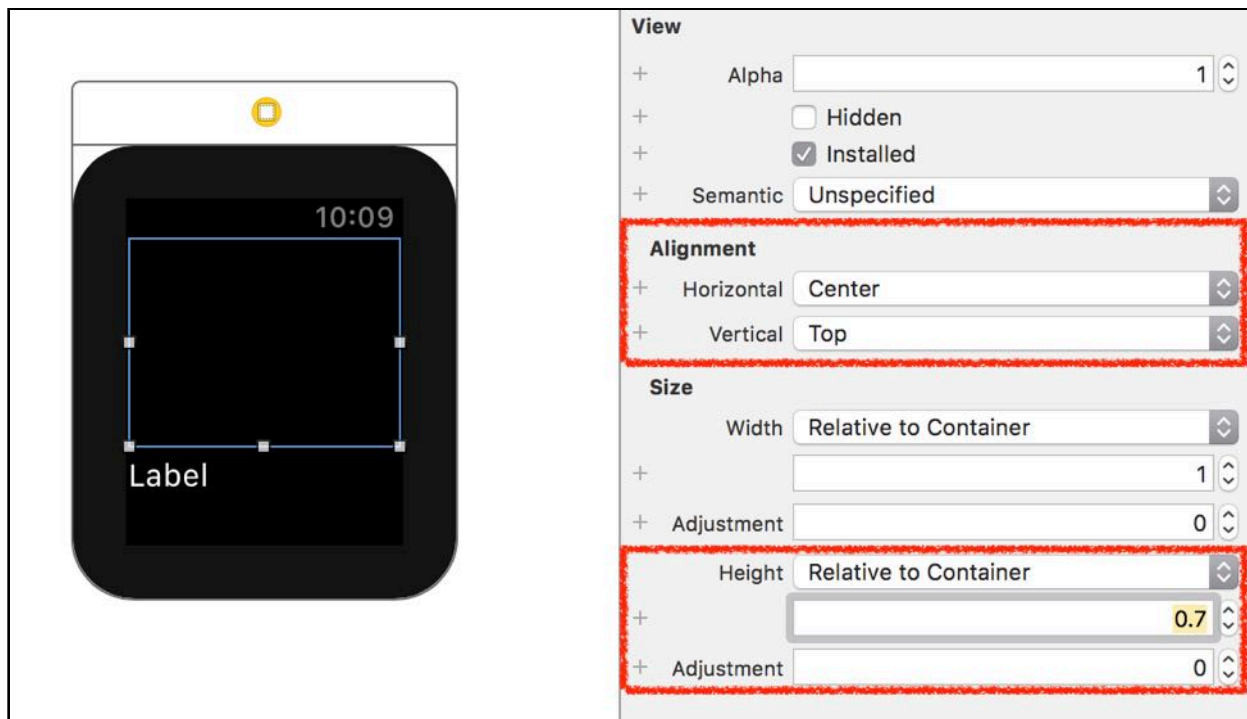 10:09
Label
View
Alpha 1
Hidden
Installed
Semantic Unspecified
Alignment
Horizontal Center
Vertical Top
Size
Width Relative to Container
1
Adjustment 0
Height Relative to Container
0.7
Adjustment 0